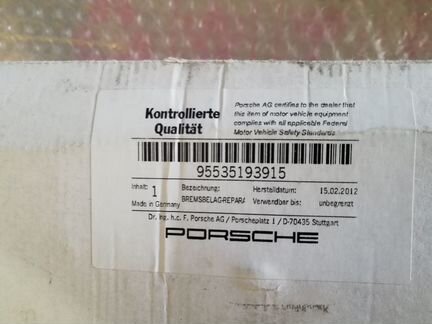 Kontrollierte
Qualität
Porsche AG certifies to the dealer that
this item of motor vehicle equipment
complies with all applicable Federal
Motor Vehicle Safety Standards
95535193915
Inhalt: 1 Bezeichnung: Herstelldatum: 15.02.2012
Made in Germany BREMSBELAGREPARA Verwendbar bis: unbegrenzt
Dr. Ing. h.c. F. Porsche AG / Porscheplatz 1 / D-70435 Stuttgart
PORSCHE